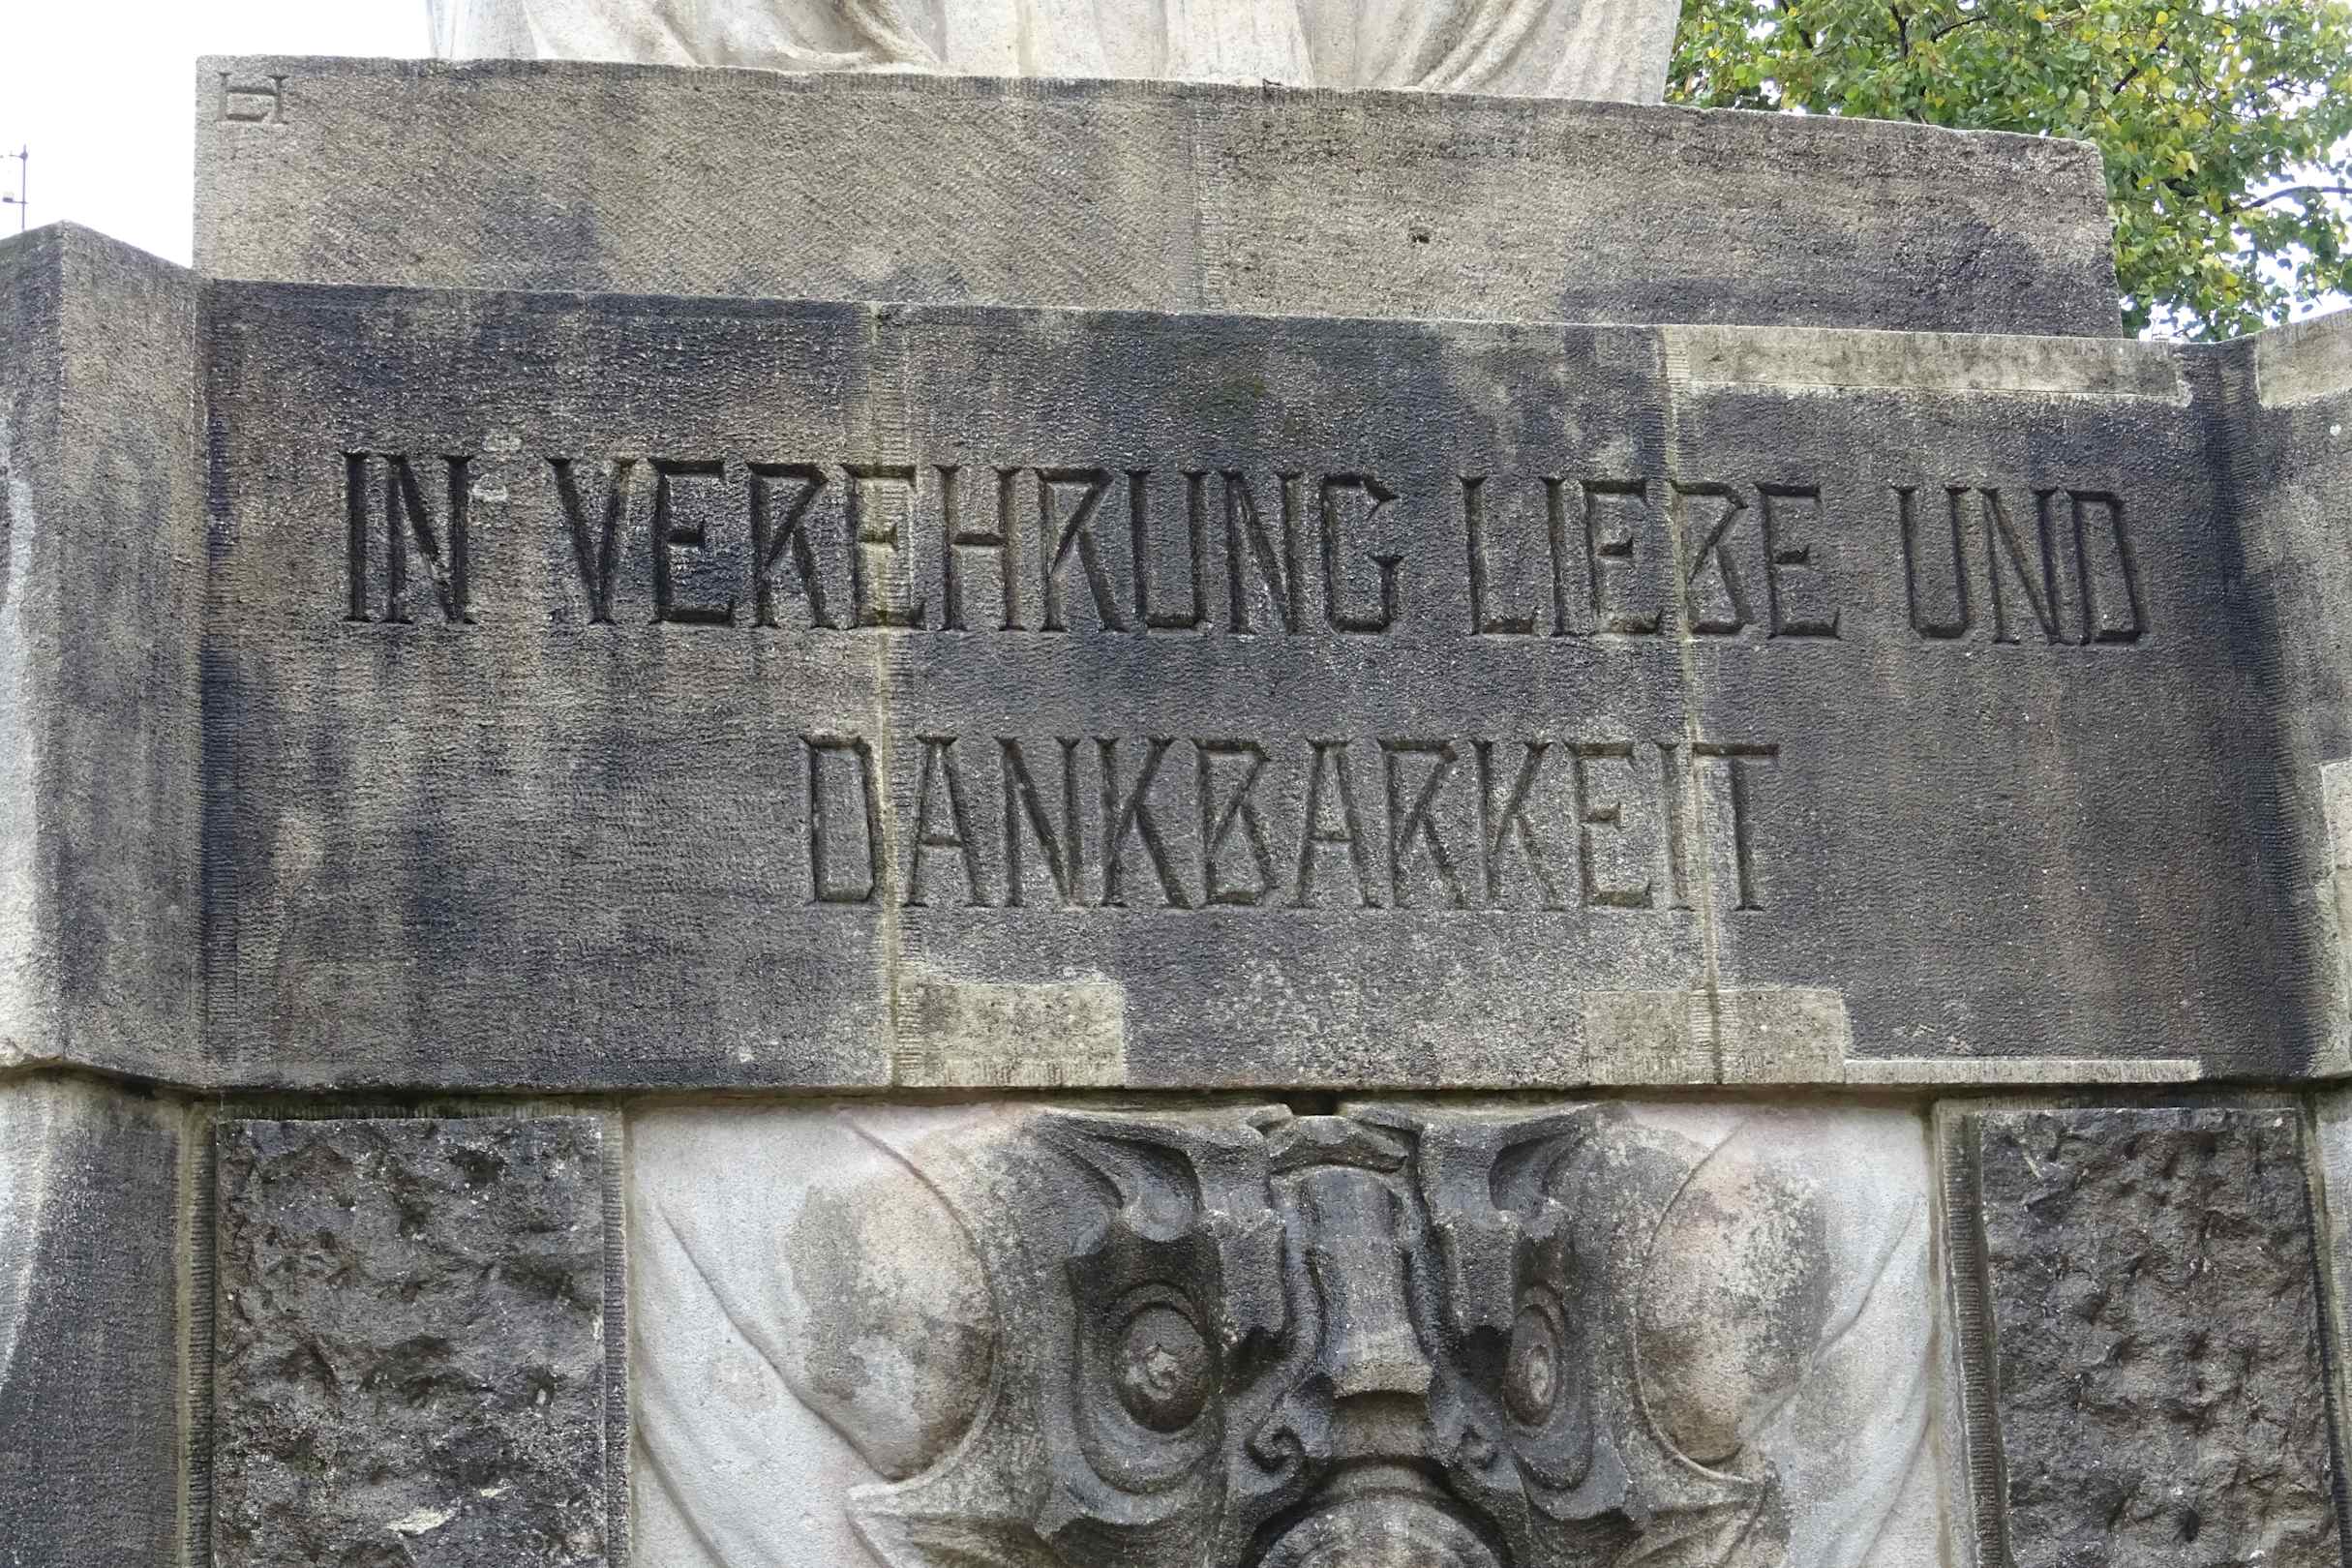 IN VEREHRUNG LIEBE UND
DANKBARKEIT